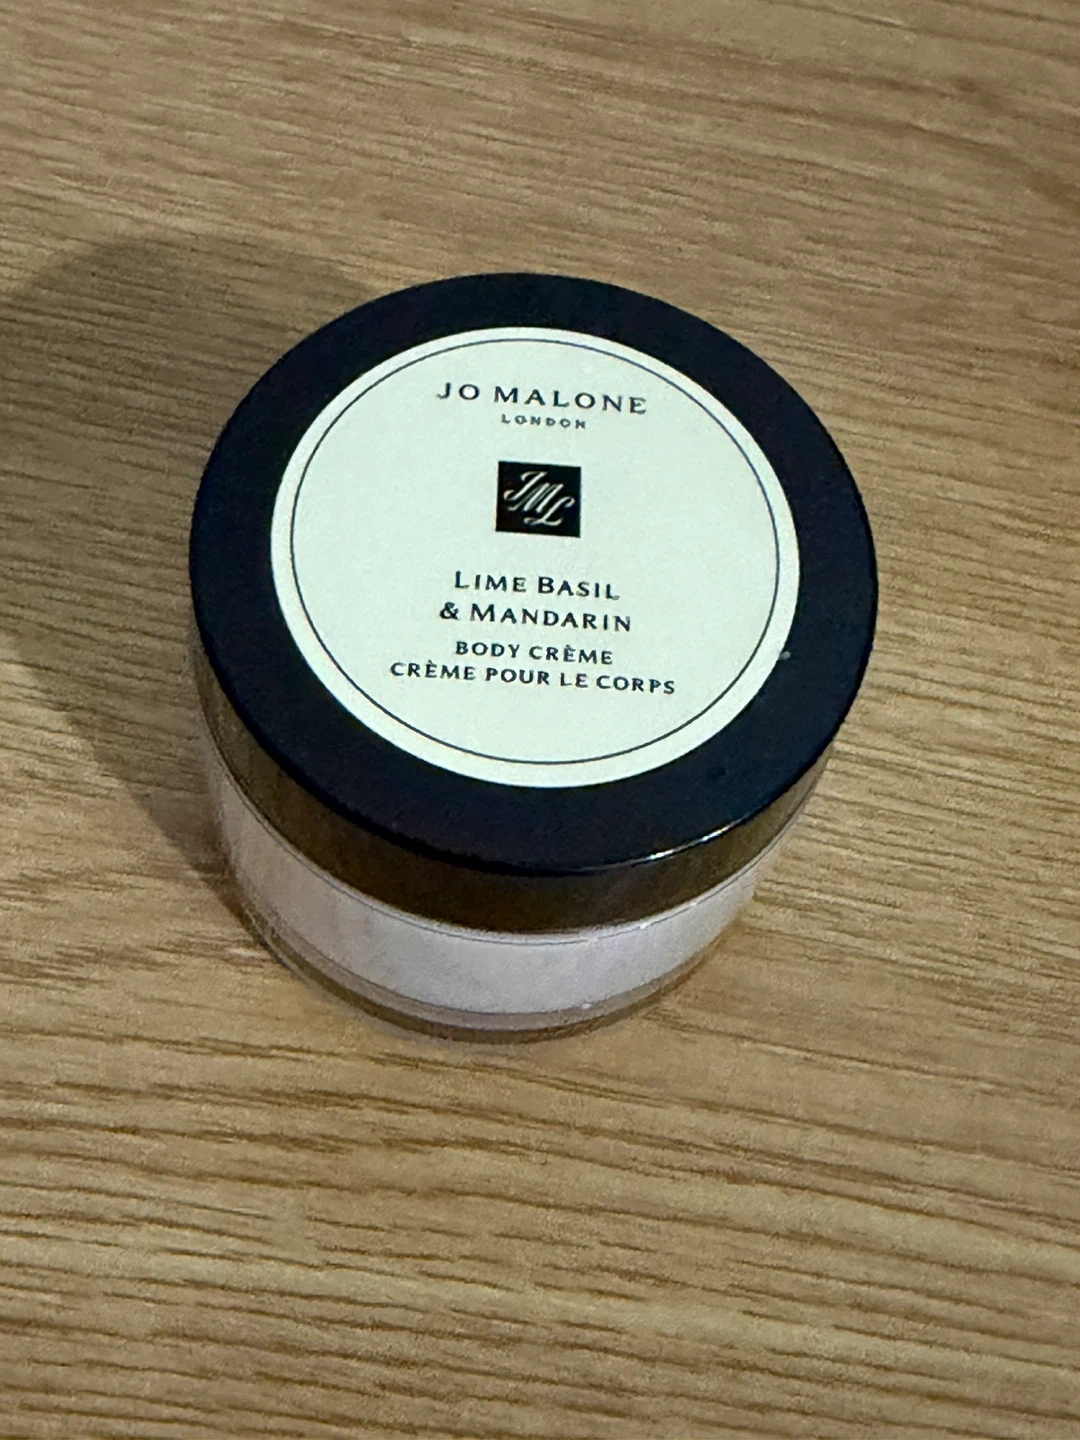 JO MALONE
LONDON
JML
LIME BASIL
& MANDARIN
BODY CRÈME
CRÈME POUR LE CORPS